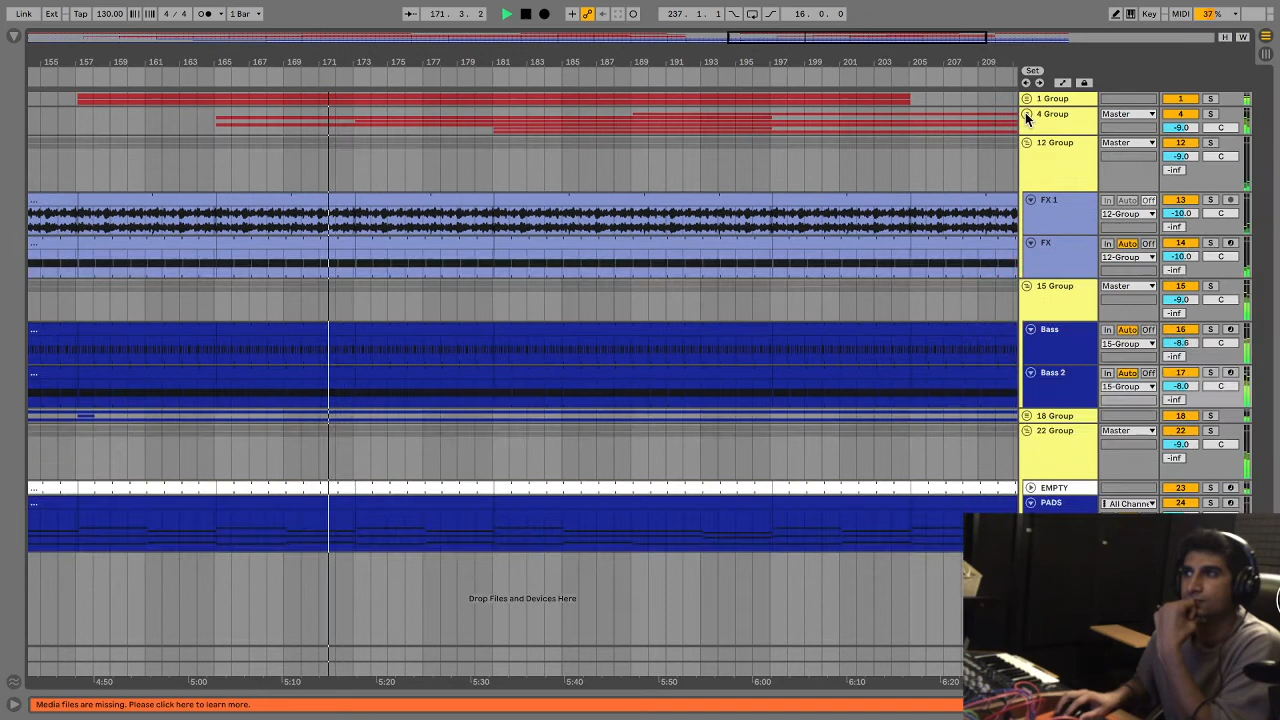 Link Ext Tap 130.00 4 / 4 1 Bar 171. 3. 2 237. 1. 1 16. 0. 0 Key MIDI 37 %
H W
155 157 159 161 163 165 167 169 171 173 175 177 179 181 183 185 187 189 191 193 195 197 199 201 203 205 207 209
Set
1 Group 1 S
4 Group Master 4 S
-9.0 C
12 Group Master 12 S
-9.0 C
-inf
... FX 1 In Auto Off 13 S
12-Group -10.0 C
-inf
... FX In Auto Off 14 S
12-Group -10.0 C
-inf
15 Group Master 15 S
-9.0 C
-inf
... Bass In Auto Off 16 S
15-Group -8.6 C
-inf
... Bass 2 In Auto Off 17 S
15-Group -8.0 C
-inf
18 Group 18 S
22 Group Master 22 S
-9.0 C
-inf
... EMPTY 23 S
... PADS All Channe 24 S
Drop Files and Devices Here
4:50 5:00 5:10 5:20 5:30 5:40 5:50 6:00 6:10 6:20
Media files are missing. Please click here to learn more.